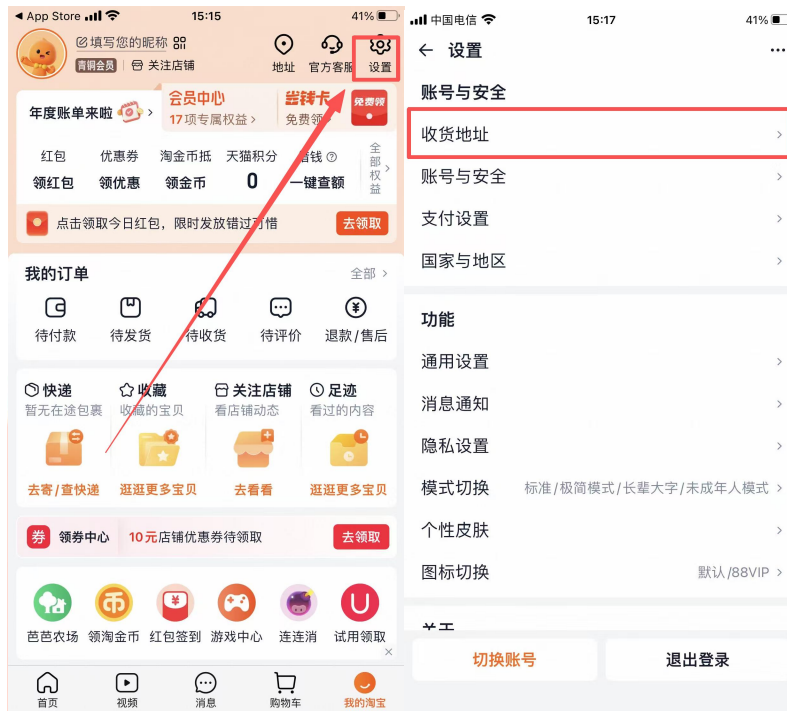 App Store
15:15
41%
填写您的昵称
青铜会员
关注店铺
地址
官方客服
设置
年度账单来啦
会员中心
17项专属权益
省钱卡
免费领
免费领
红包
优惠券
淘金币抵
天猫积分
省钱
全部权益
领红包
领优惠
领金币
0
一键查额
点击领取今日红包，限时发放错过可惜
去领取
我的订单
全部
待付款
待发货
待收货
待评价
退款/售后
快递
收藏
关注店铺
足迹
暂无在途包裹
收藏的宝贝
看店铺动态
看过的内容
去寄/查快递
逛逛更多宝贝
去看看
逛逛更多宝贝
券
领券中心
10元店铺优惠券待领取
去领取
芭芭农场
领淘金币
红包签到
游戏中心
连连消
试用领取
首页
视频
消息
购物车
我的淘宝
中国电信
15:17
41%
设置
账号与安全
收货地址
账号与安全
支付设置
国家与地区
功能
通用设置
消息通知
隐私设置
模式切换
标准/极简模式/长辈大字/未成年人模式
个性皮肤
图标切换
默认/88VIP
切换账号
退出登录